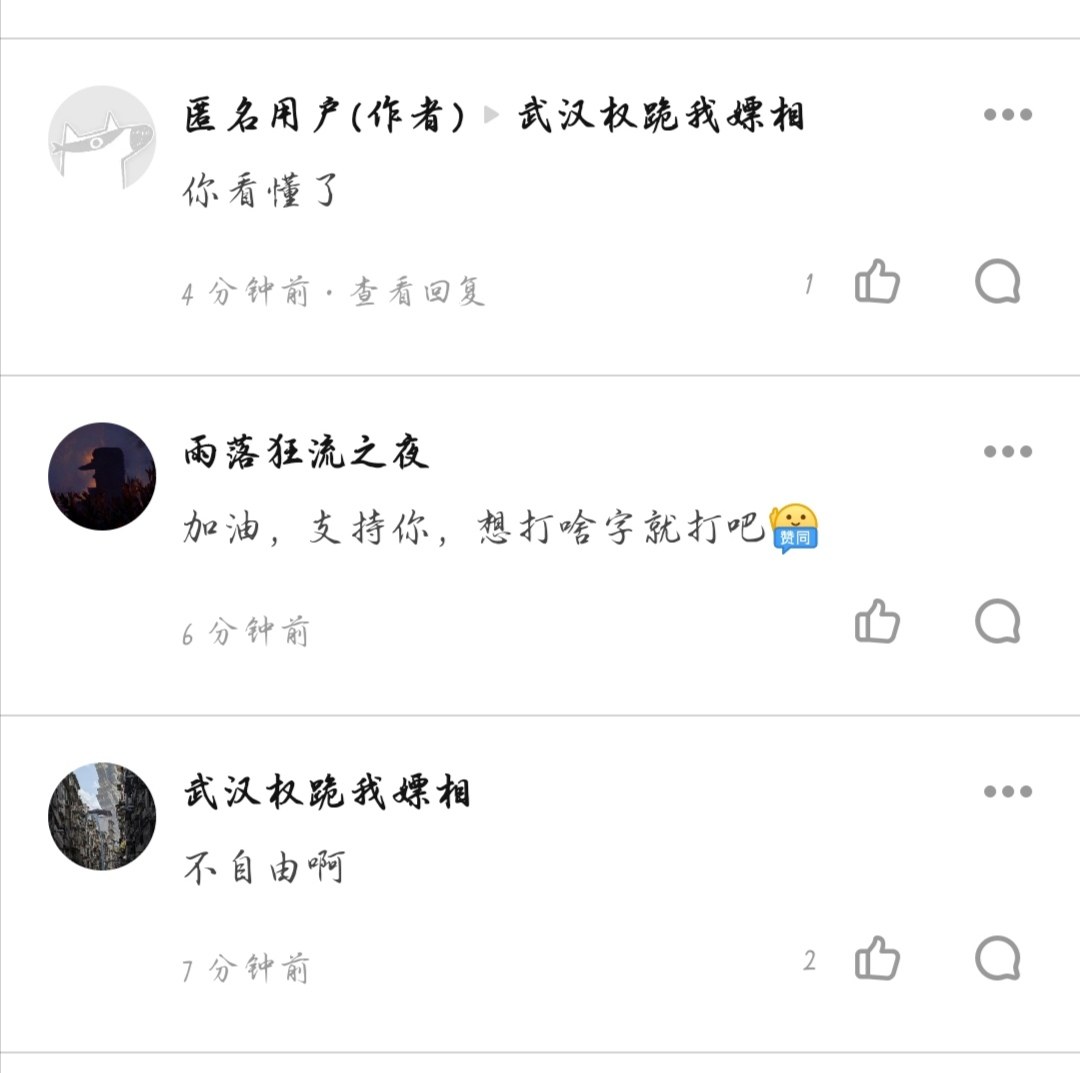 匿名用户(作者) ▶ 武汉权跪我嫖相
你看懂了
4 分钟前 · 查看回复
1
雨落狂流之夜
加油，支持你，想打啥字就打吧
赞同
6 分钟前
武汉权跪我嫖相
不自由啊
7 分钟前
2